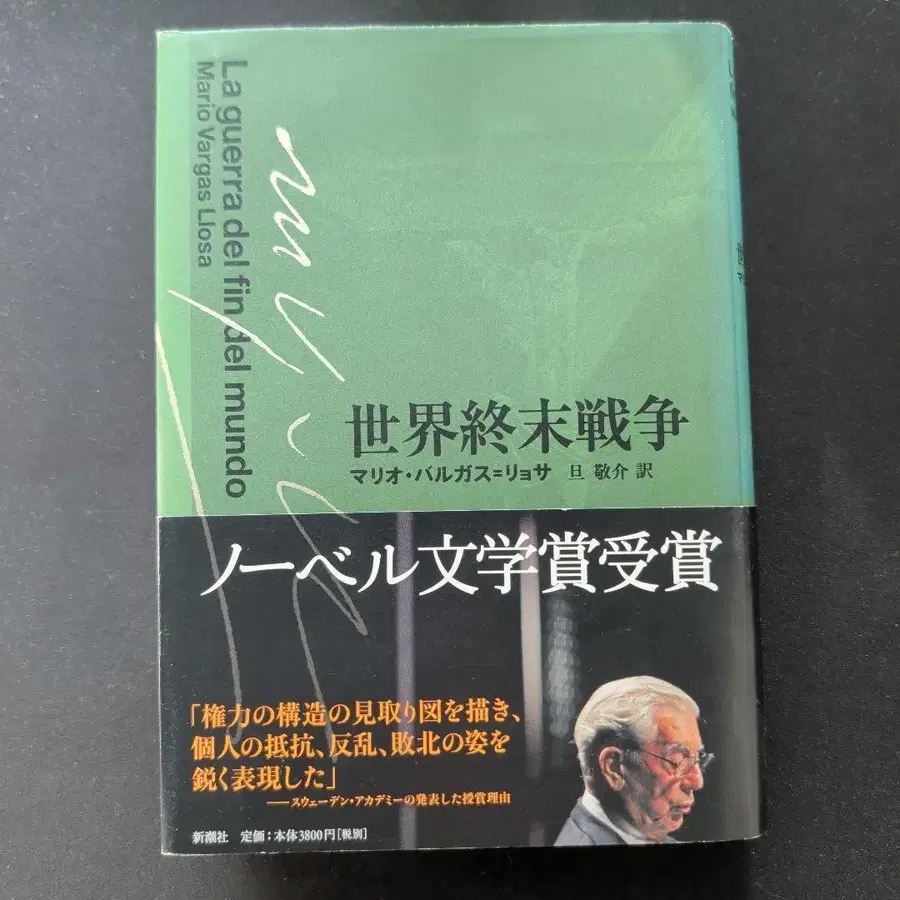 La guerra del fin del mundo
Mario Vargas Llosa
世界終末戦争
マリオ・バルガス=リョサ 旦 敬介 訳
ノーベル文学賞受賞
「権力の構造の見取り図を描き、
個人の抵抗、反乱、敗北の姿を
鋭く表現した」
──スウェーデン・アカデミーの発表した授賞理由
新潮社 定価:本体3800円[税別]